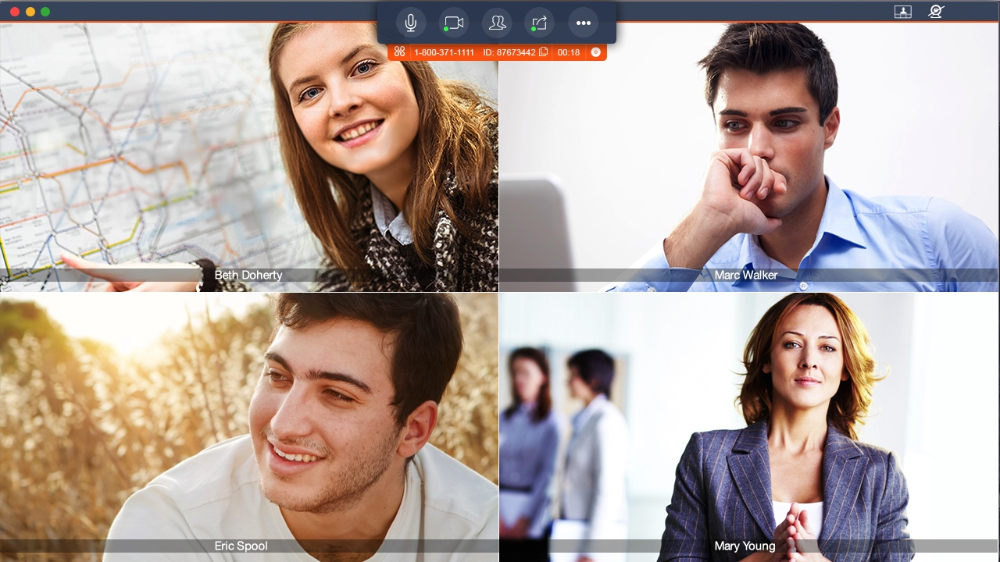 1-800-371-1111 ID: 87673442 00:18
Beth Doherty
Marc Walker
Eric Spool
Mary Young